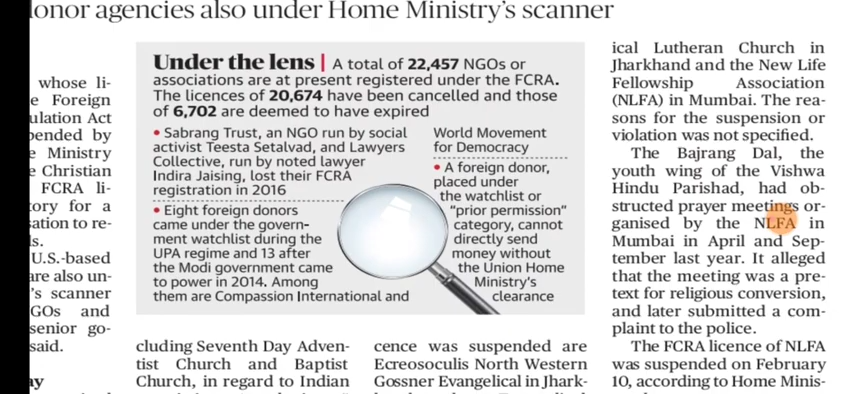 donor agencies also under Home Ministry's scanner
whose li-
e Foreign
ulation Act
pended by
e Ministry
e Christian
FCRA li-
tory for a
sation to re-
ls.
U.S.-based
are also un-
's scanner
GOs and
senior go-
said.
ay
Under the lens | A total of 22,457 NGOs or
associations are at present registered under the FCRA.
The licences of 20,674 have been cancelled and those
of 6,702 are deemed to have expired
• Sabrang Trust, an NGO run by social
activist Teesta Setalvad, and Lawyers
Collective, run by noted lawyer
Indira Jaising, lost their FCRA
registration in 2016
• Eight foreign donors
came under the govern-
ment watchlist during the
UPA regime and 13 after
the Modi government came
to power in 2014. Among
them are Compassion International and
World Movement
for Democracy
• A foreign donor,
placed under
the watchlist or
"prior permission"
category, cannot
directly send
money without
the Union Home
Ministry's
clearance
cluding Seventh Day Adven-
tist Church and Baptist
Church, in regard to Indian
cence was suspended are
Ecreosoculis North Western
Gossner Evangelical in Jhark-
ical Lutheran Church in
Jharkhand and the New Life
Fellowship Association
(NLFA) in Mumbai. The rea-
sons for the suspension or
violation was not specified.
The Bajrang Dal, the
youth wing of the Vishwa
Hindu Parishad, had ob-
structed prayer meetings or-
ganised by the NLFA in
Mumbai in April and Sep-
tember last year. It alleged
that the meeting was a pre-
text for religious conversion,
and later submitted a com-
plaint to the police.
The FCRA licence of NLFA
was suspended on February
10, according to Home Minis-